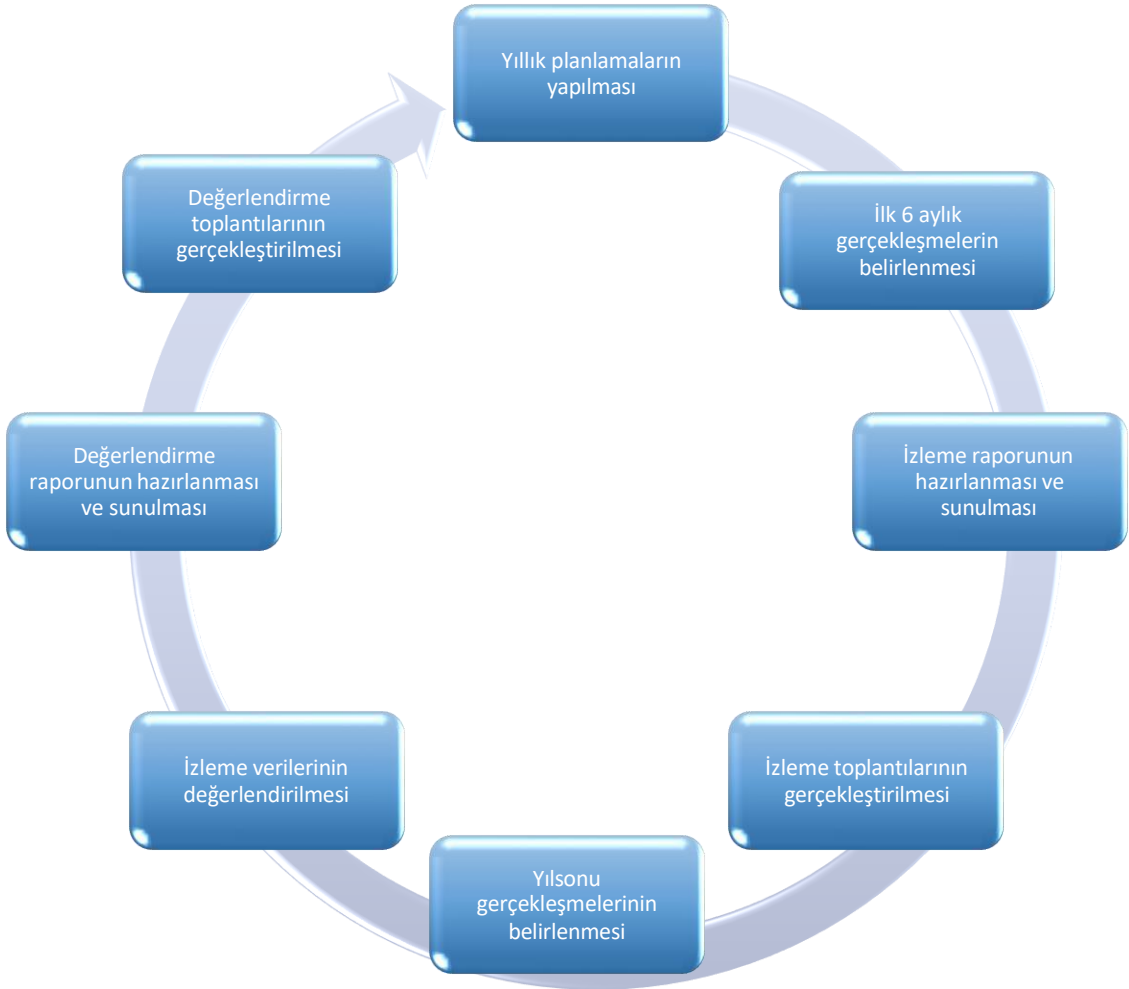 Yıllık planlamaların
yapılması
İlk 6 aylık
gerçekleşmelerin
belirlenmesi
İzleme raporunun
hazırlanması ve
sunulması
İzleme toplantılarının
gerçekleştirilmesi
Yılsonu
gerçekleşmelerinin
belirlenmesi
İzleme verilerinin
değerlendirilmesi
Değerlendirme
raporunun hazırlanması
ve sunulması
Değerlendirme
toplantılarının
gerçekleştirilmesi